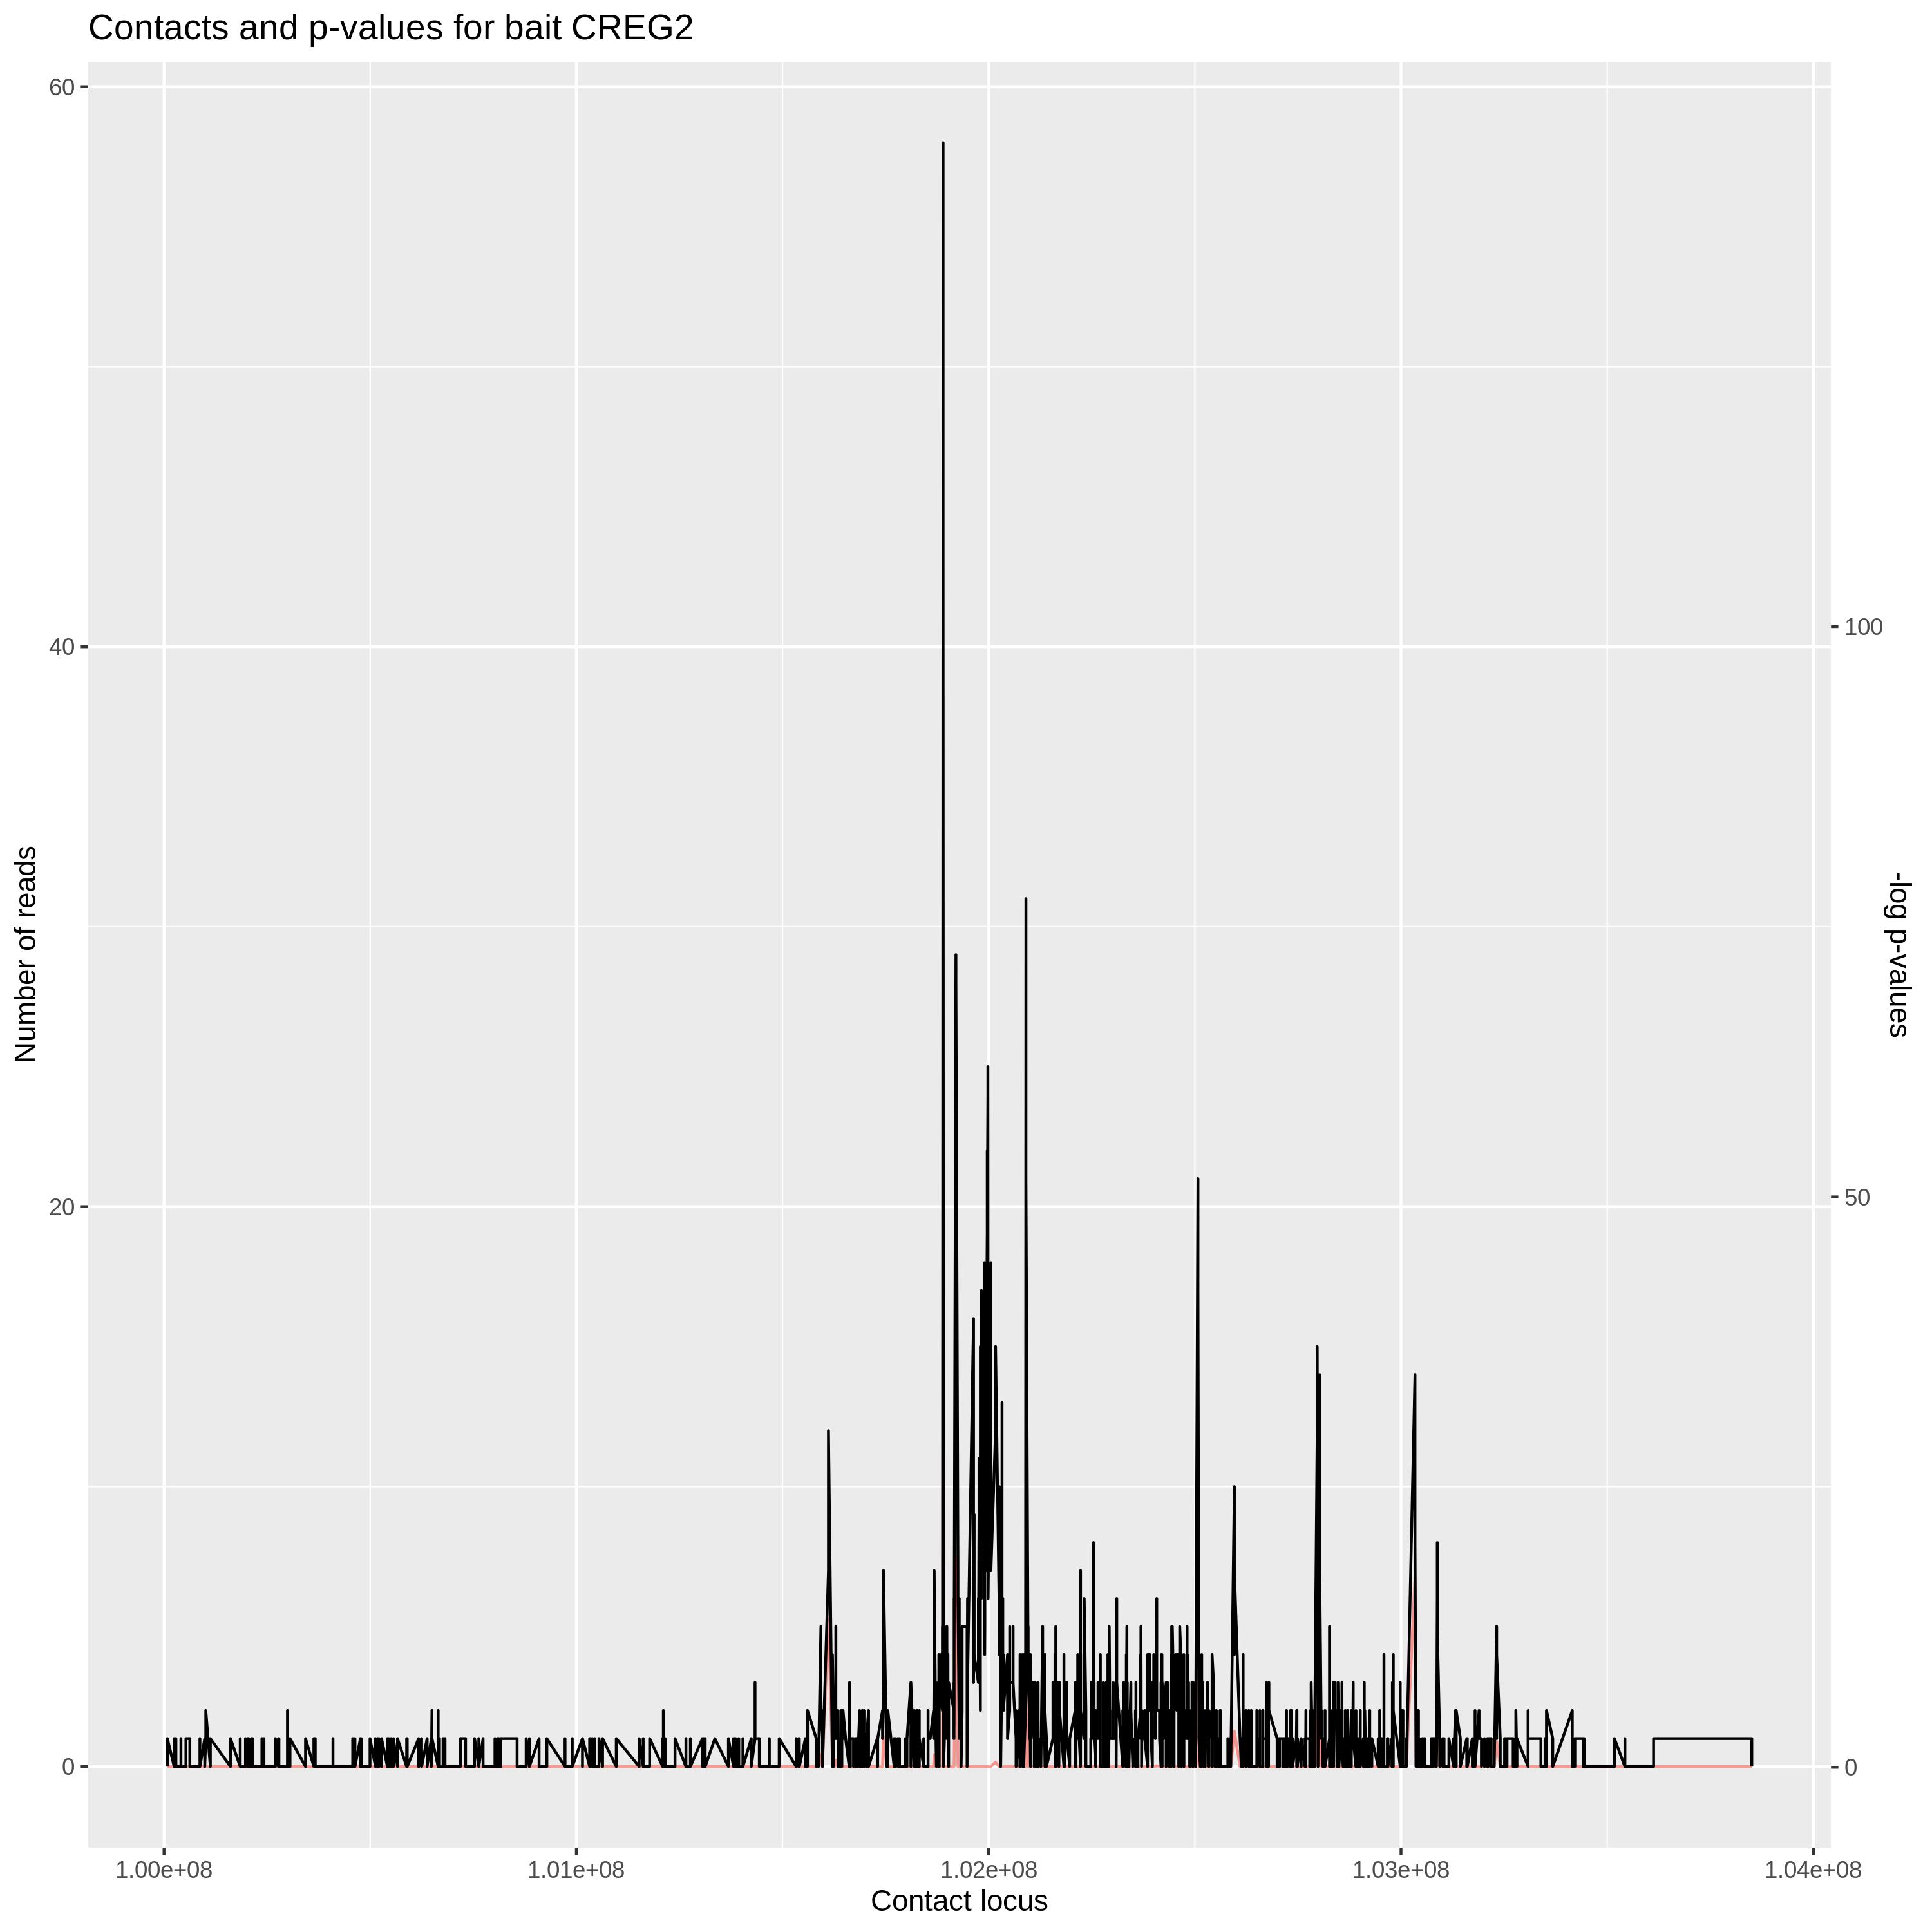 Contacts and p-values for bait CREG2
60
40
20
0
Number of reads
100
50
0
-log p-values
1.00e+08
1.01e+08
1.02e+08
1.03e+08
1.04e+08
Contact locus